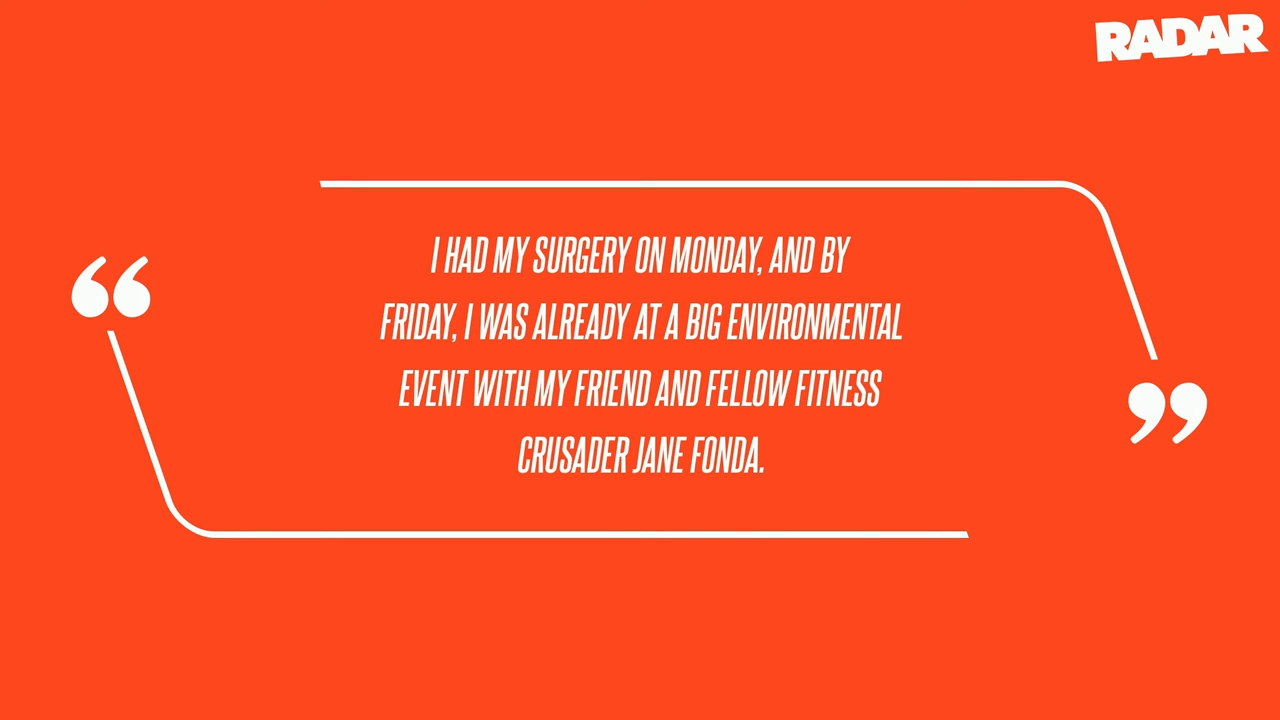 RADAR
“
I HAD MY SURGERY ON MONDAY, AND BY
FRIDAY, I WAS ALREADY AT A BIG ENVIRONMENTAL
EVENT WITH MY FRIEND AND FELLOW FITNESS
CRUSADER JANE FONDA.
”